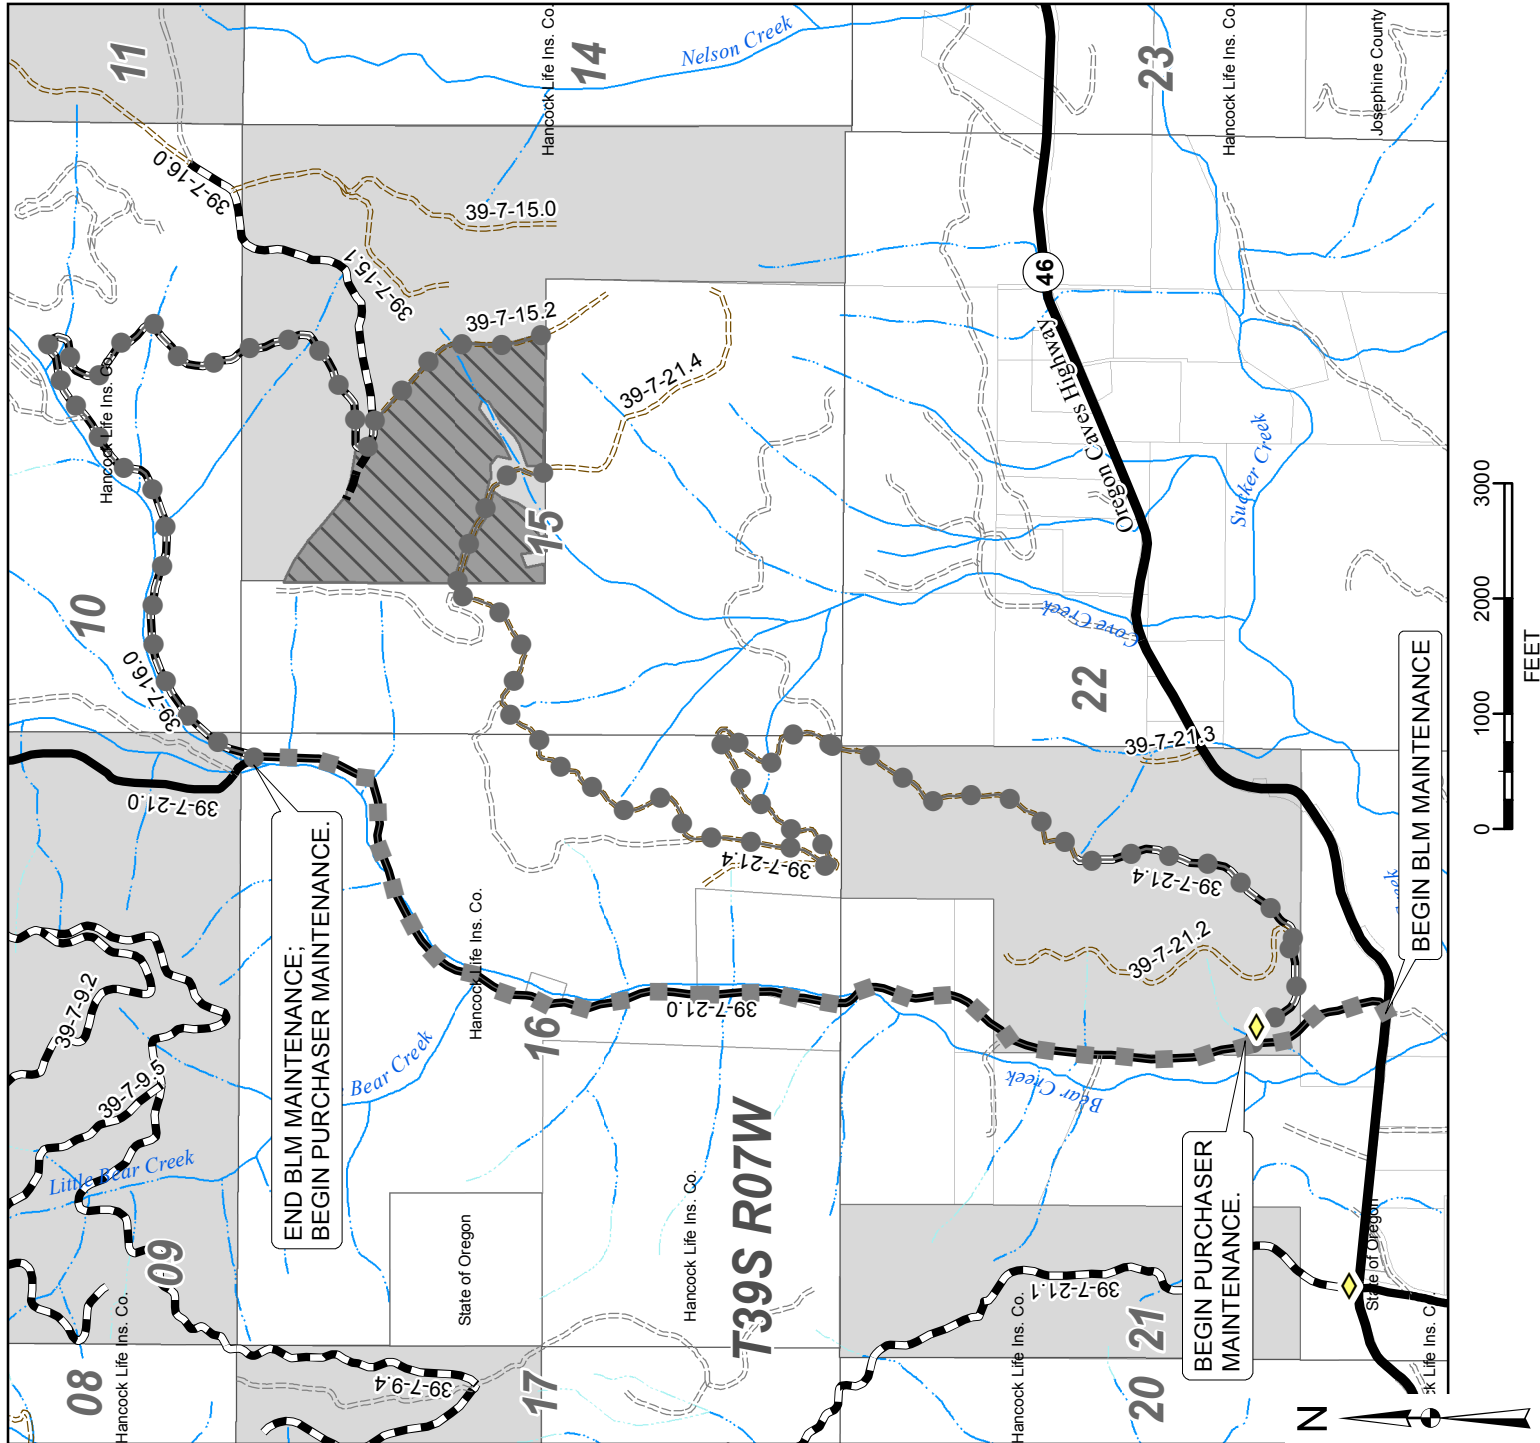 11
14
23
Hancock Life Ins. Co.
Nelson Creek
Hancock Life Ins. Co.
Josephine County
39-7-16.0
39-7-15.0
39-7-15.1
39-7-15.2
39-7-21.4
46
Oregon Caves Highway
Hancock Life Ins. Co.
10
15
Sucker Creek
Cove Creek
22
39-7-16.0
39-7-21.3
39-7-21.0
39-7-21.4
39-7-21.4
39-7-21.2
END BLM MAINTENANCE;
BEGIN PURCHASER MAINTENANCE.
BEGIN BLM MAINTENANCE
39-7-9.2
39-7-9.5
Hancock Life Ins. Co.
16
39-7-21.0
Bear Creek
Bear Creek
Little Bear Creek
09
State of Oregon
Hancock Life Ins. Co.
T39S R07W
BEGIN PURCHASER
MAINTENANCE.
39-7-21.1
State of Oregon
08
Hancock Life Ins. Co.
39-7-9.4
17
Hancock Life Ins. Co.
20
21
Life Ins. C
N
0
1000
2000
3000
FEET